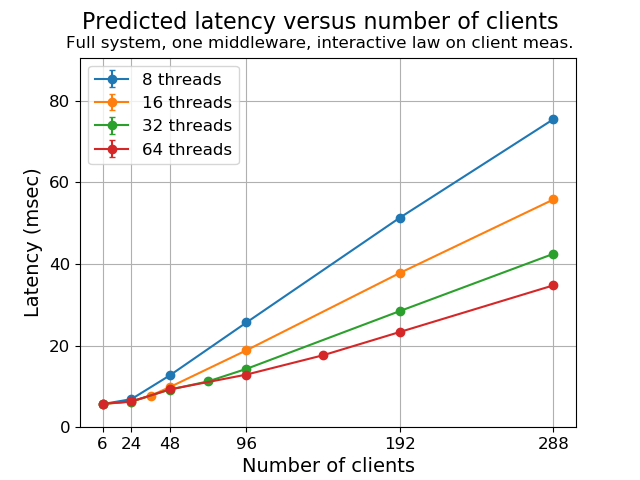 Predicted latency versus number of clients
Full system, one middleware, interactive law on client meas.
8 threads
16 threads
32 threads
64 threads
Latency (msec)
80
60
40
20
0
6 24 48 96 192 288
Number of clients